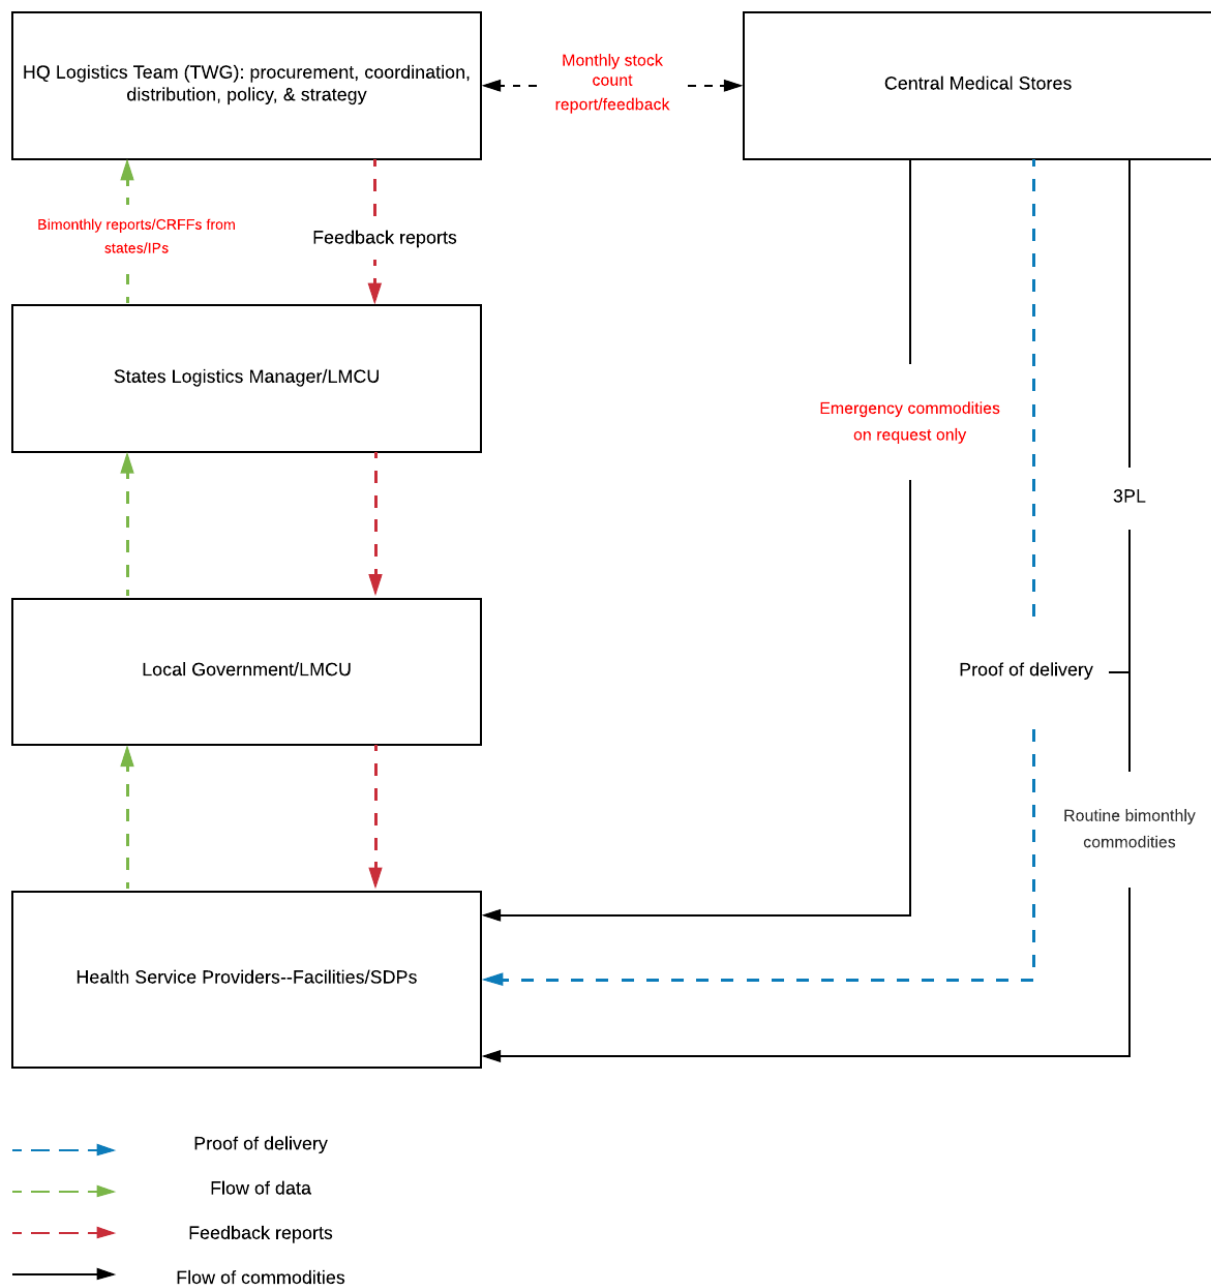 HQ Logistics Team (TWG): procurement, coordination,
distribution, policy, & strategy
Monthly stock
count
report/feedback
Central Medical Stores
Bimonthly reports/CRFFs from
states/IPs
Feedback reports
States Logistics Manager/LMCU
Emergency commodities
on request only
3PL
Local Government/LMCU
Proof of delivery
Routine bimonthly
commodities
Health Service Providers--Facilities/SDPs
Proof of delivery
Flow of data
Feedback reports
Flow of commodities